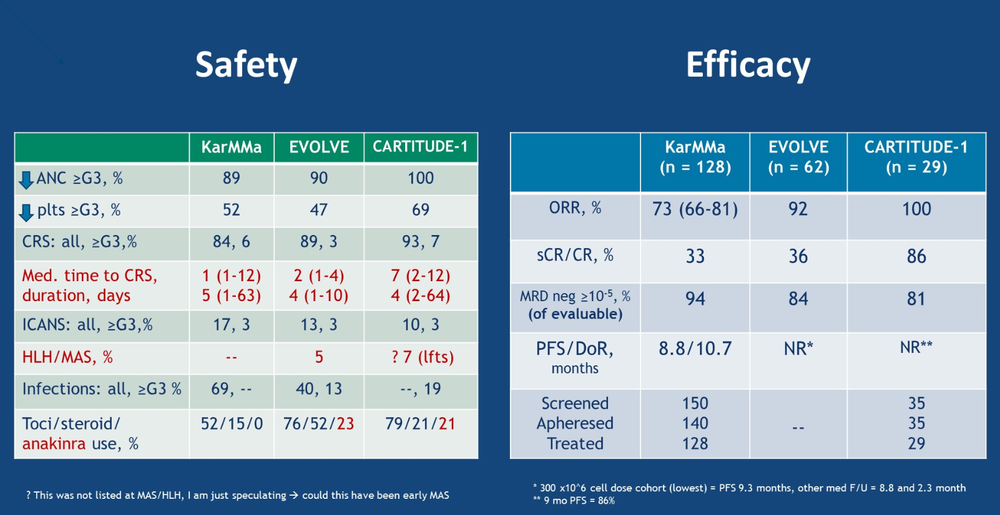 Safety
KarMMa EVOLVE CARTITUDE-1
ANC ≥G3, % 89 90 100
plts ≥G3, % 52 47 69
CRS: all, ≥G3,% 84, 6 89, 3 93, 7
Med. time to CRS, 1 (1-12) 2 (1-4) 7 (2-12)
duration, days 5 (1-63) 4 (1-10) 4 (2-64)
ICANS: all, ≥G3,% 17, 3 13, 3 10, 3
HLH/MAS, % -- 5 ? 7 (lfts)
Infections: all, ≥G3 % 69, -- 40, 13 --, 19
Toci/steroid/ 52/15/0 76/52/23 79/21/21
anakinra use, %
? This was not listed at MAS/HLH, I am just speculating → could this have been early MAS
Efficacy
KarMMa EVOLVE CARTITUDE-1
(n = 128) (n = 62) (n = 29)
ORR, % 73 (66-81) 92 100
sCR/CR, % 33 36 86
MRD neg ≥10⁻⁵, % 94 84 81
(of evaluable)
PFS/DoR, 8.8/10.7 NR* NR**
months
Screened 150 35
Apheresed 140 -- 35
Treated 128 29
* 300 x10^6 cell dose cohort (lowest) = PFS 9.3 months, other med F/U = 8.8 and 2.3 month
** 9 mo PFS = 86%